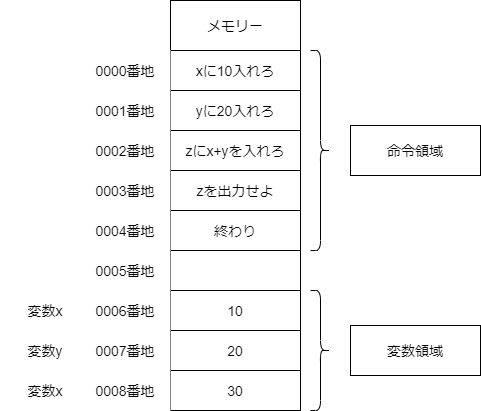 メモリー
0000番地 xに10入れろ
0001番地 yに20入れろ
0002番地 zにx+yを入れろ 命令領域
0003番地 zを出力せよ
0004番地 終わり
0005番地
変数x 0006番地 10
変数y 0007番地 20 変数領域
変数x 0008番地 30